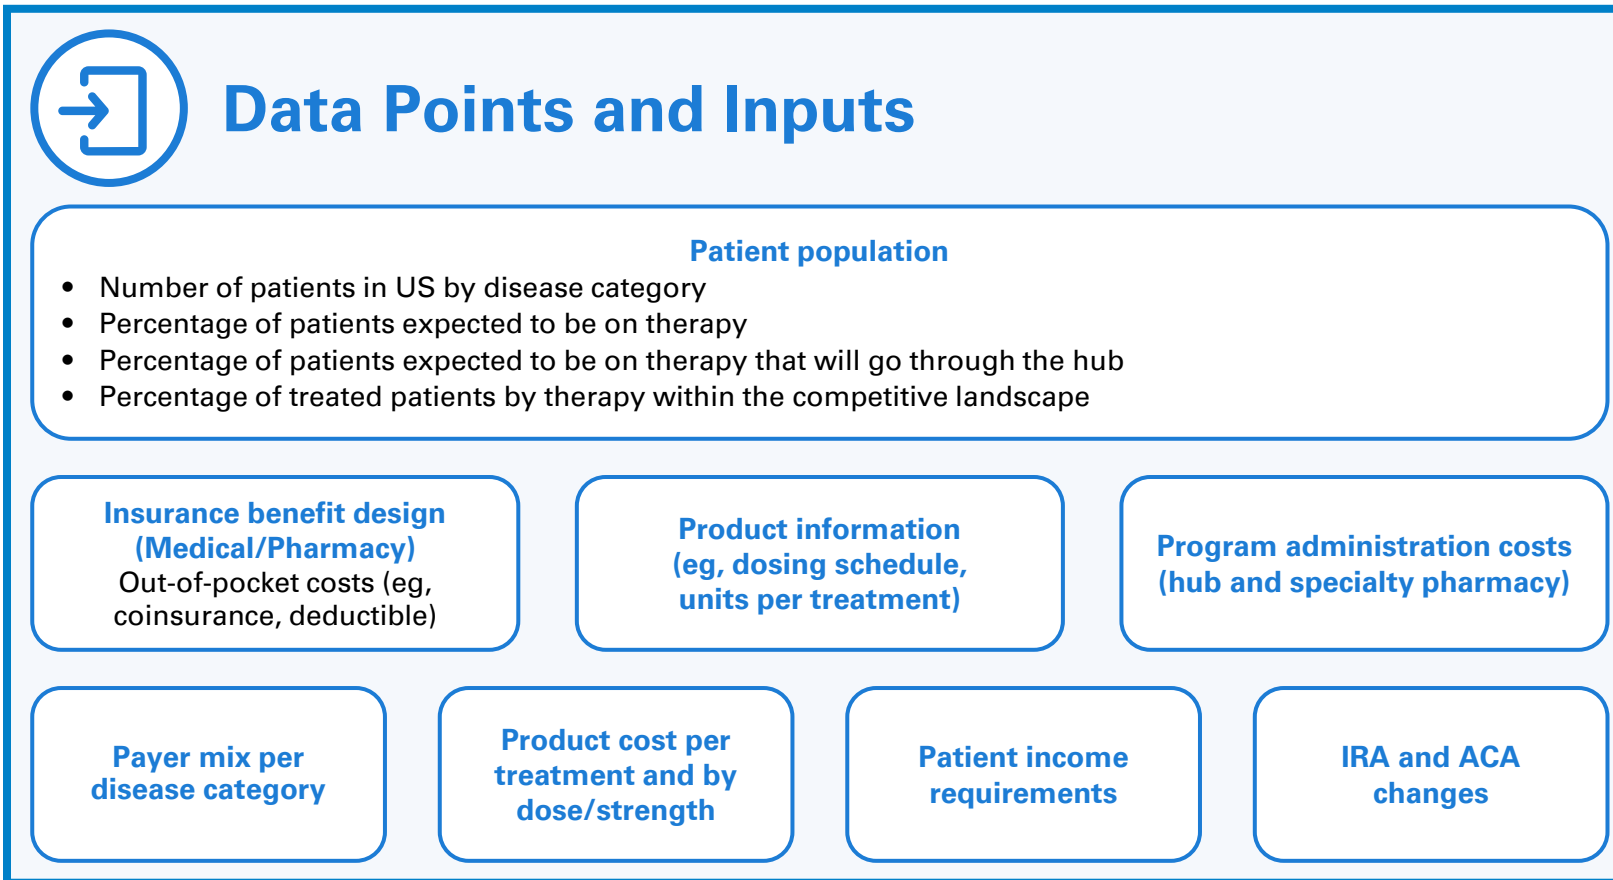 Data Points and Inputs
Patient population
• Number of patients in US by disease category
• Percentage of patients expected to be on therapy
• Percentage of patients expected to be on therapy that will go through the hub
• Percentage of treated patients by therapy within the competitive landscape
Insurance benefit design
(Medical/Pharmacy)
Out-of-pocket costs (eg,
coinsurance, deductible)
Product information
(eg, dosing schedule,
units per treatment)
Program administration costs
(hub and specialty pharmacy)
Payer mix per
disease category
Product cost per
treatment and by
dose/strength
Patient income
requirements
IRA and ACA
changes